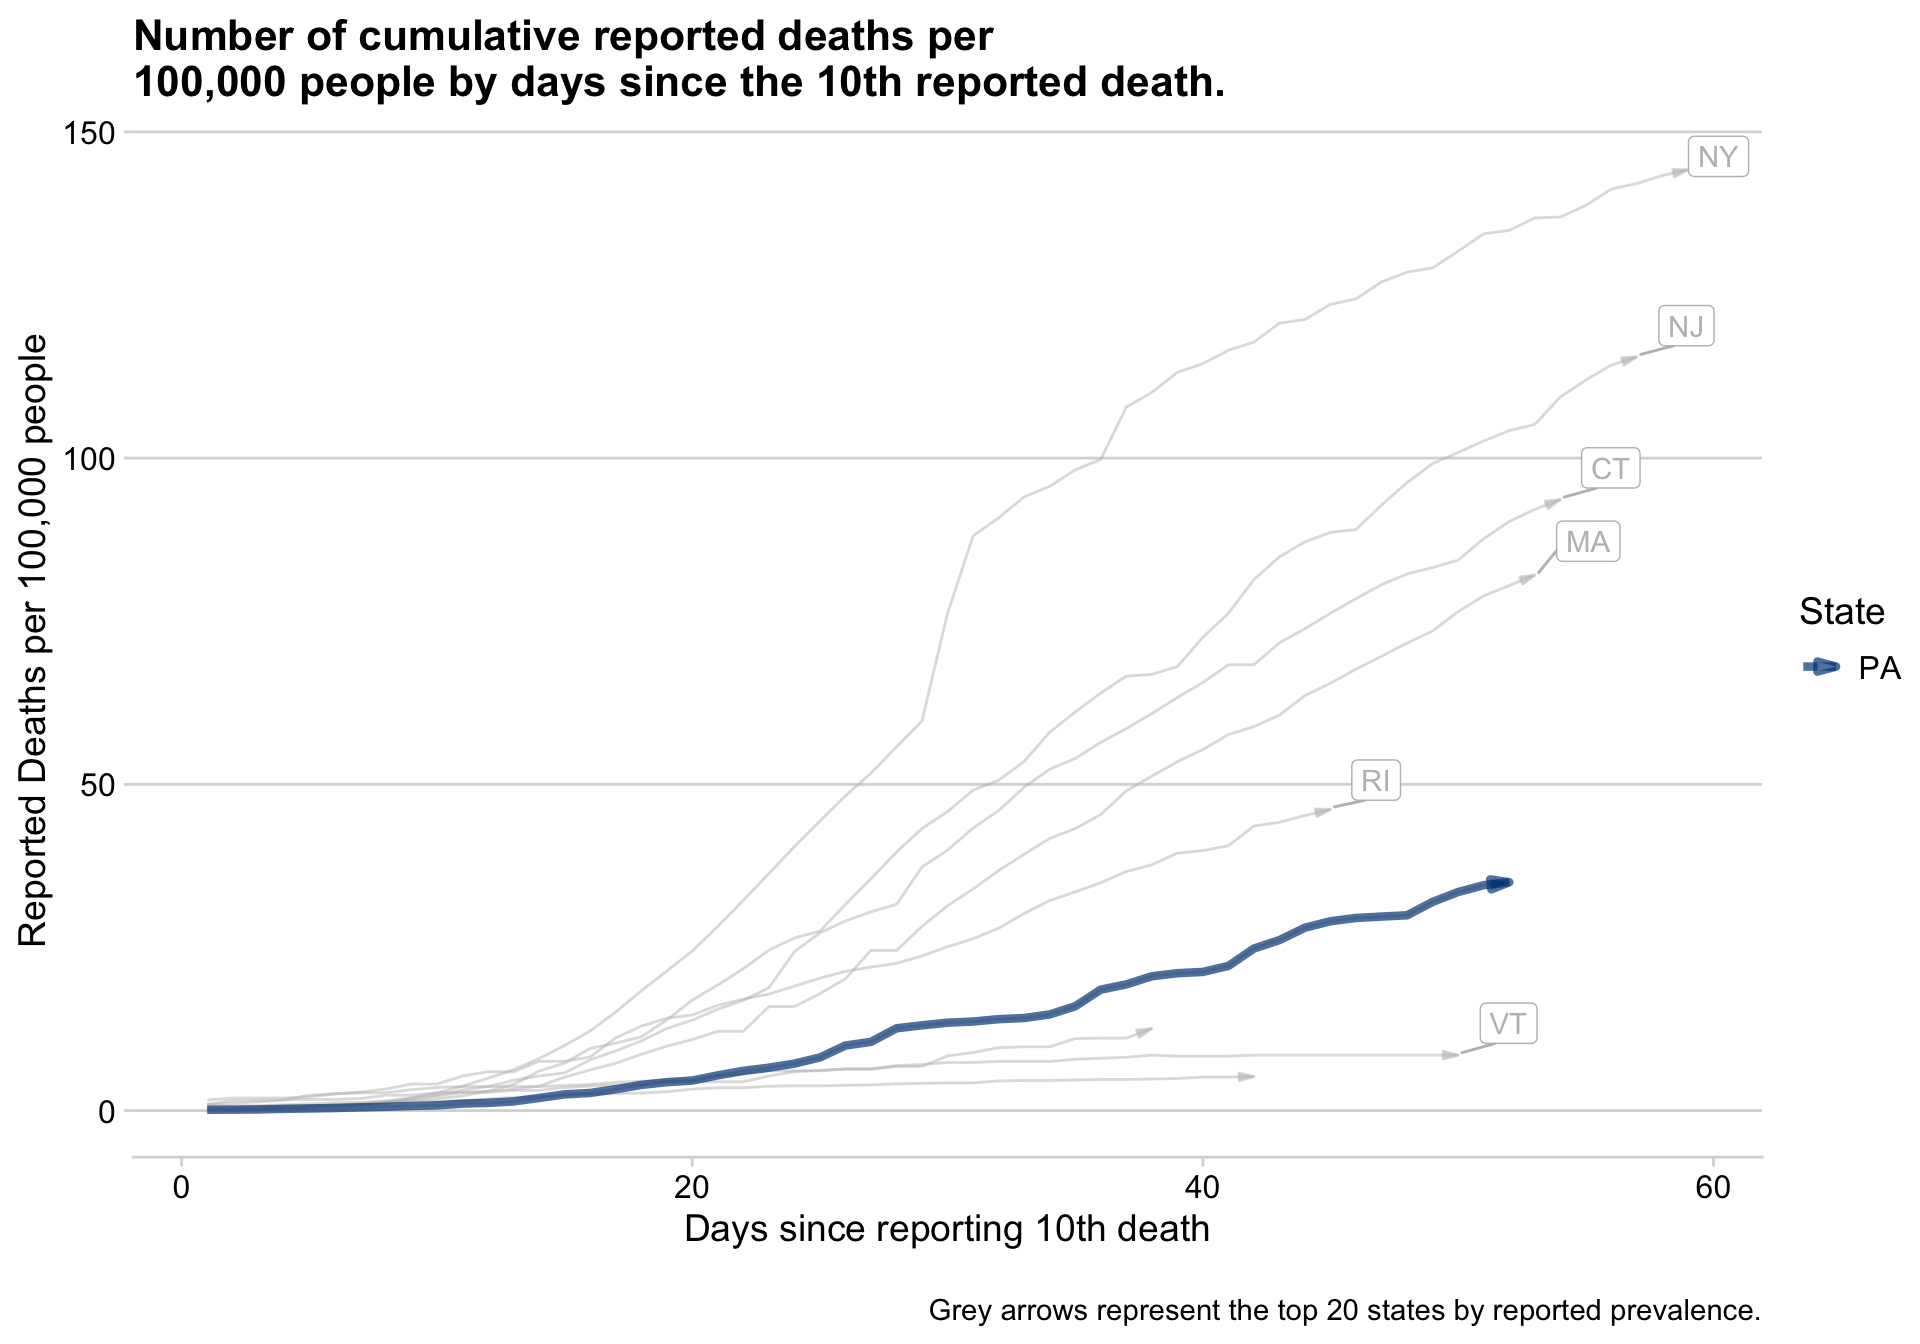 Number of cumulative reported deaths per
100,000 people by days since the 10th reported death.
150
NY
NJ
100
CT
MA
Reported Deaths per 100,000 people
State
PA
50
RI
VT
0
0
20
40
60
Days since reporting 10th death
Grey arrows represent the top 20 states by reported prevalence.